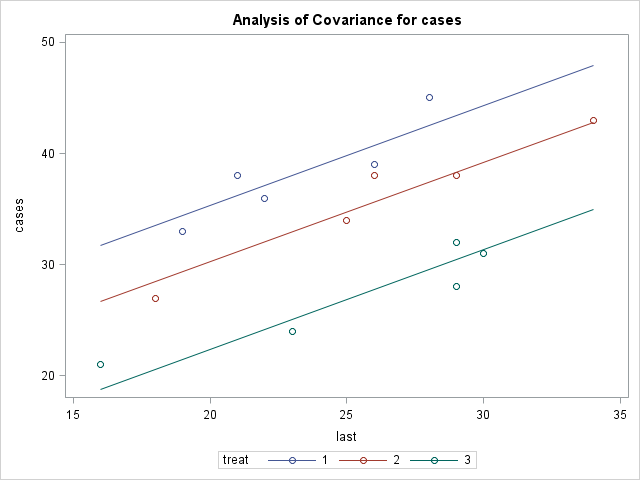 Analysis of Covariance for cases
50
40
30
20
cases
15 20 25 30 35
last
treat 1 2 3